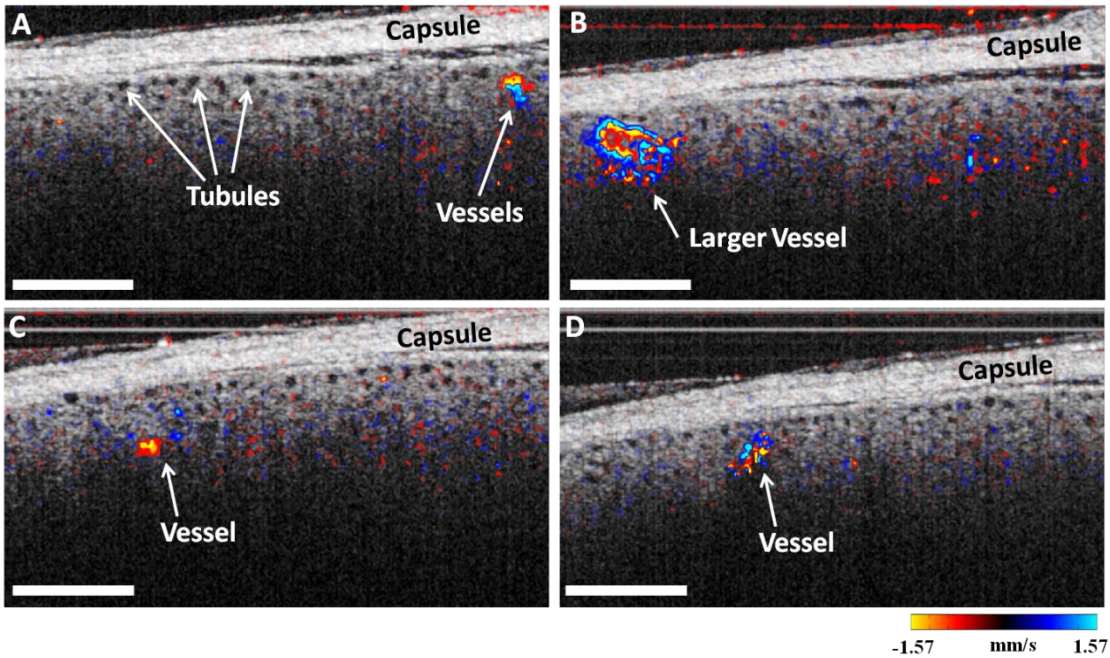 A
Capsule
Tubules
Vessels
B
Capsule
Larger Vessel
C
Capsule
Vessel
D
Capsule
Vessel
-1.57 mm/s 1.57